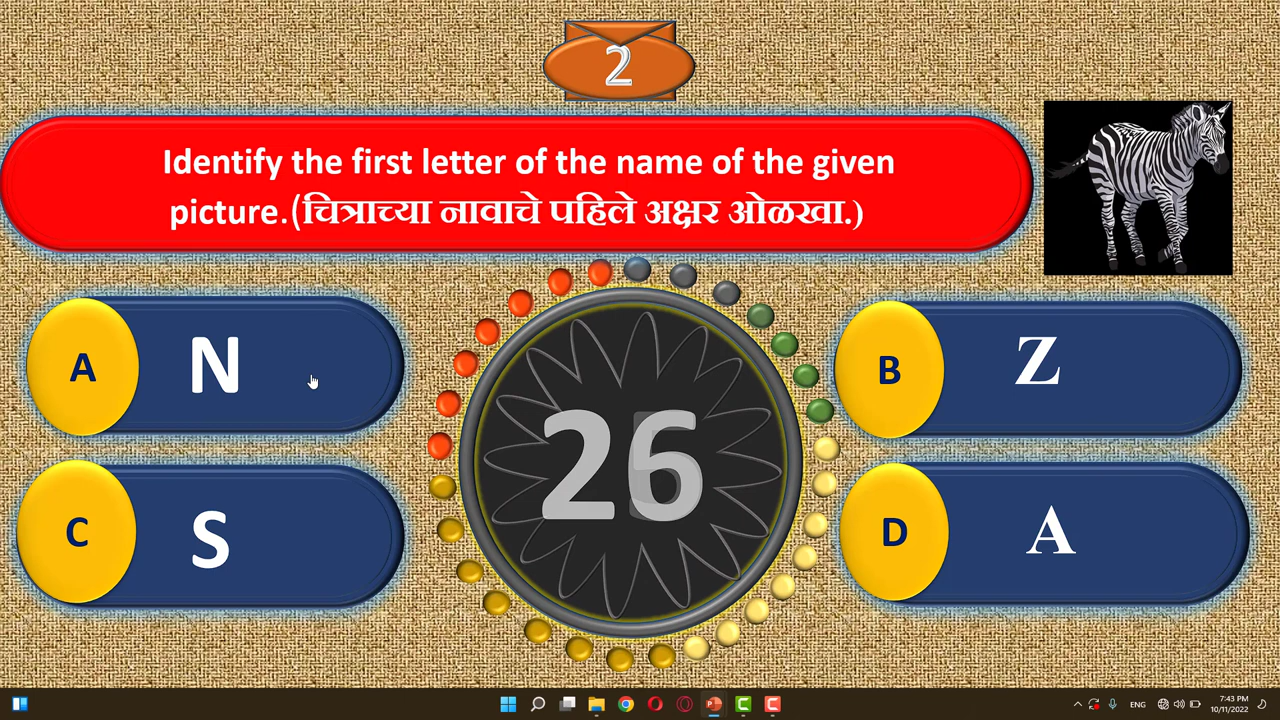 2
Identify the first letter of the name of the given
picture.(चित्राच्या नावाचे पहिले अक्षर ओळखा.)
A N
B Z
26
C S
D A
ENG
7:43 PM
10/11/2022